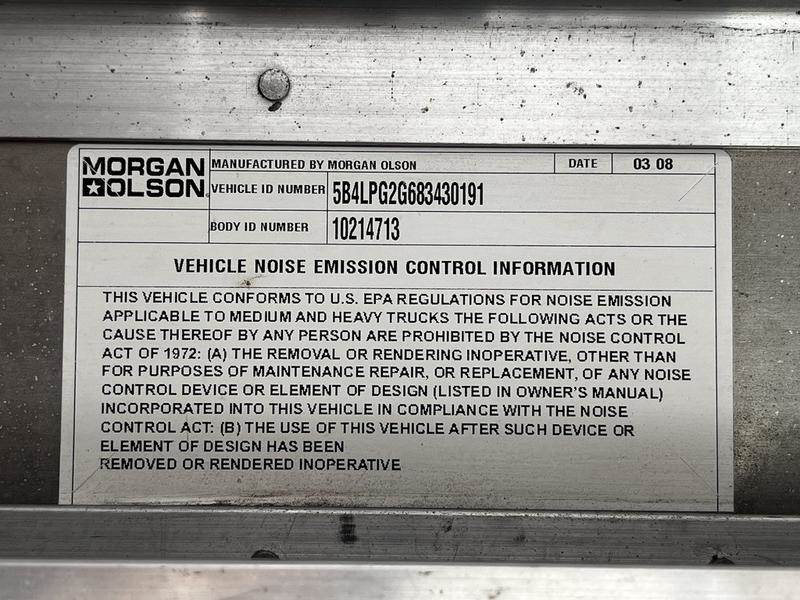 MORGAN OLSON
MANUFACTURED BY MORGAN OLSON DATE 03 08
VEHICLE ID NUMBER 5B4LPG2G683430191
BODY ID NUMBER 10214713
VEHICLE NOISE EMISSION CONTROL INFORMATION
THIS VEHICLE CONFORMS TO U.S. EPA REGULATIONS FOR NOISE EMISSION
APPLICABLE TO MEDIUM AND HEAVY TRUCKS THE FOLLOWING ACTS OR THE
CAUSE THEREOF BY ANY PERSON ARE PROHIBITED BY THE NOISE CONTROL
ACT OF 1972: (A) THE REMOVAL OR RENDERING INOPERATIVE, OTHER THAN
FOR PURPOSES OF MAINTENANCE REPAIR, OR REPLACEMENT, OF ANY NOISE
CONTROL DEVICE OR ELEMENT OF DESIGN (LISTED IN OWNER'S MANUAL)
INCORPORATED INTO THIS VEHICLE IN COMPLIANCE WITH THE NOISE
CONTROL ACT: (B) THE USE OF THIS VEHICLE AFTER SUCH DEVICE OR
ELEMENT OF DESIGN HAS BEEN
REMOVED OR RENDERED INOPERATIVE